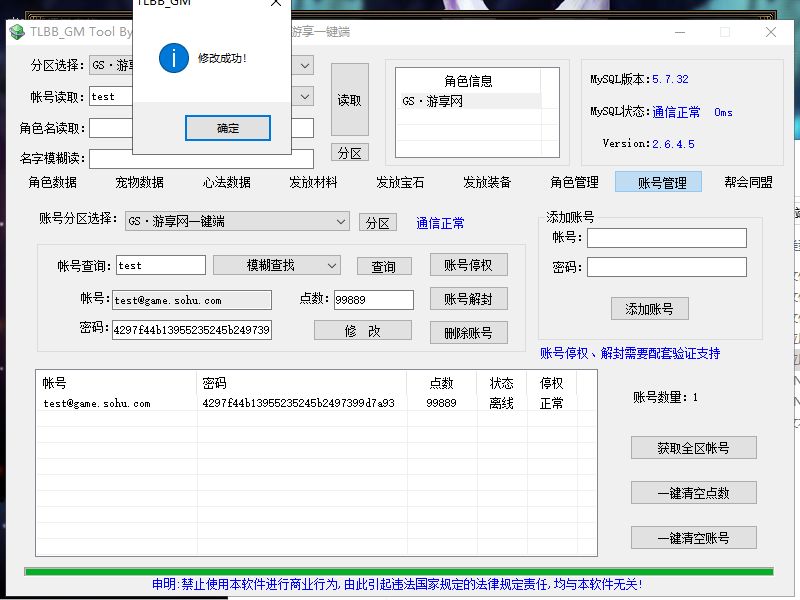 TLBB_GM Tool By
游享一键端
TLBB_GM
修改成功!
确定
分区选择:
GS·游享
帐号读取:
test
角色名读取:
名字模糊读:
读取
分区
角色信息
GS·游享网
MySQL版本:5.7.32
MySQL状态:通信正常 0ms
Version:2.6.4.5
角色数据 宠物数据 心法数据 发放材料 发放宝石 发放装备 角色管理 账号管理 帮会同盟
账号分区选择: GS·游享网一键端 分区 通信正常
帐号查询: test 模糊查找 查询 账号停权
帐号: test@game.sohu.com 点数: 99889 账号解封
密码: 4297f44b13955235245b249739 修 改 删除账号
添加账号
帐号:
密码:
添加账号
账号停权、解封需要配套验证支持
帐号 密码 点数 状态 停权
test@game.sohu.com 4297f44b13955235245b2497399d7a93 99889 离线 正常
账号数量: 1
获取全区帐号
一键清空点数
一键清空账号
申明:禁止使用本软件进行商业行为,由此引起违法国家规定的法律规定责任,均与本软件无关!